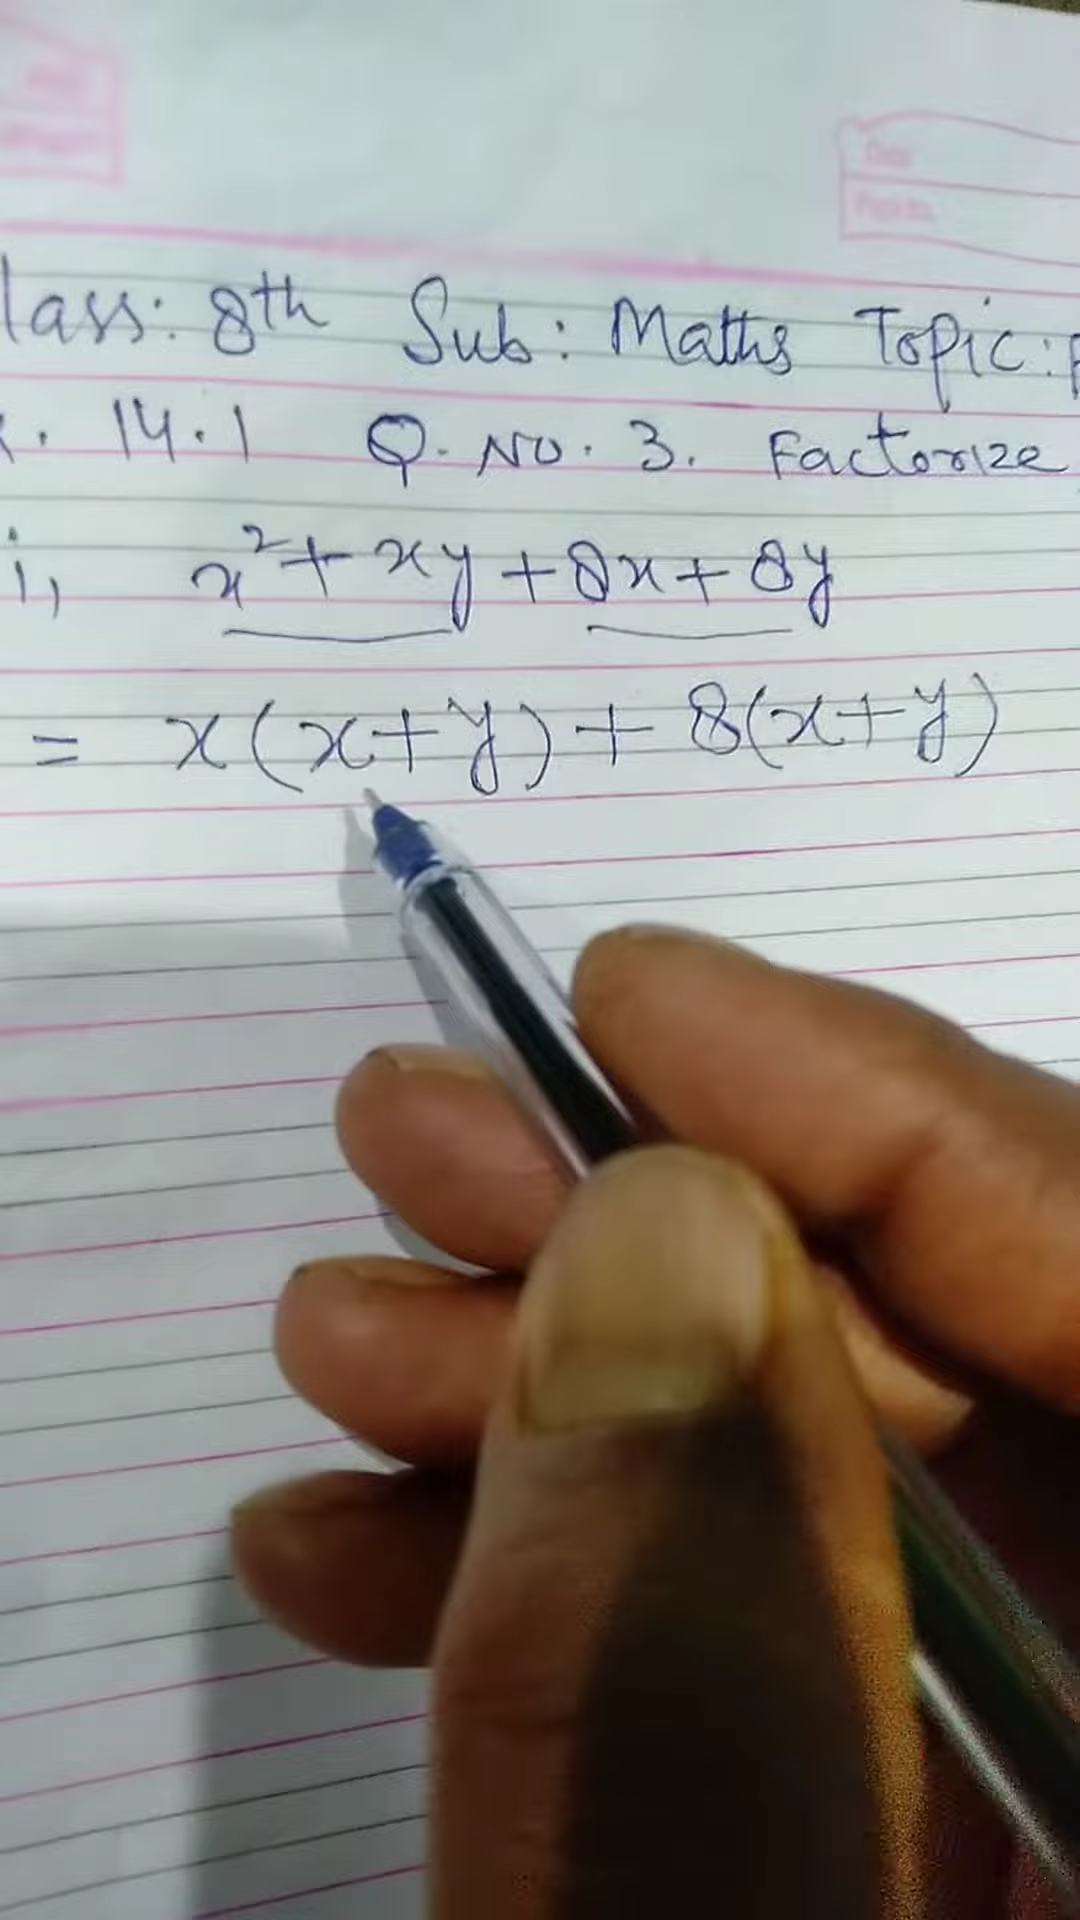 lass: 8th Sub: Maths Topic:
. 14.1 Q. No. 3. Factorize
i, x² + xy + 8x + 8y
= x(x+y) + 8(x+y)